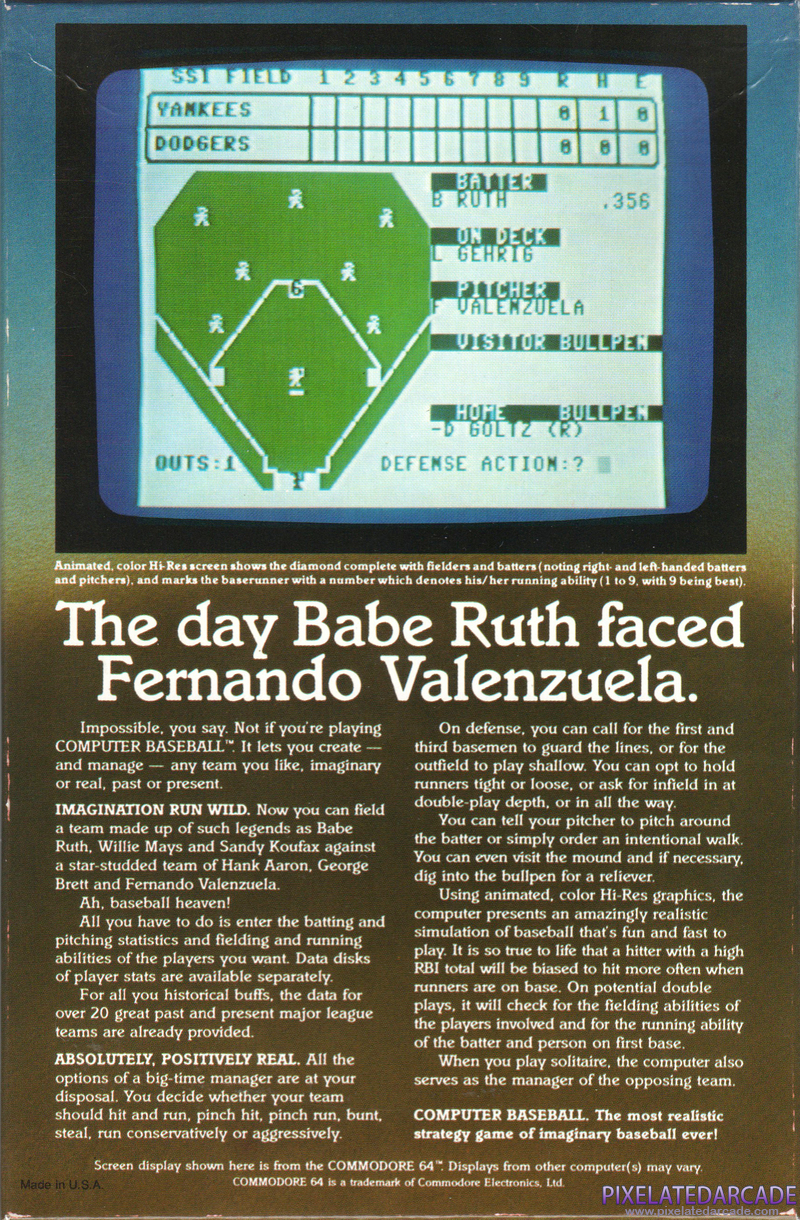 SSI FIELD 1 2 3 4 5 6 7 8 9 R H E
YANKEES 0 1 0
DODGERS 0 0 0
BATTER
B RUTH .356
ON DECK
L GEHRIG
PITCHER
F VALENZUELA
VISITOR BULLPEN
HOME BULLPEN
-D GOLTZ (R)
6
OUTS:1 DEFENSE ACTION:?
Animated, color Hi-Res screen shows the diamond complete with fielders and batters (noting right- and left-handed batters
and pitchers), and marks the baserunner with a number which denotes his/her running ability (1 to 9, with 9 being best).
The day Babe Ruth faced
Fernando Valenzuela.
Impossible, you say. Not if you're playing
COMPUTER BASEBALL™. It lets you create —
and manage — any team you like, imaginary
or real, past or present.
IMAGINATION RUN WILD. Now you can field
a team made up of such legends as Babe
Ruth, Willie Mays and Sandy Koufax against
a star-studded team of Hank Aaron, George
Brett and Fernando Valenzuela.
Ah, baseball heaven!
All you have to do is enter the batting and
pitching statistics and fielding and running
abilities of the players you want. Data disks
of player stats are available separately.
For all you historical buffs, the data for
over 20 great past and present major league
teams are already provided.
ABSOLUTELY, POSITIVELY REAL. All the
options of a big-time manager are at your
disposal. You decide whether your team
should hit and run, pinch hit, pinch run, bunt,
steal, run conservatively or aggressively.
On defense, you can call for the first and
third basemen to guard the lines, or for the
outfield to play shallow. You can opt to hold
runners tight or loose, or ask for infield in at
double-play depth, or in all the way.
You can tell your pitcher to pitch around
the batter or simply order an intentional walk.
You can even visit the mound and if necessary,
dig into the bullpen for a reliever.
Using animated, color Hi-Res graphics, the
computer presents an amazingly realistic
simulation of baseball that's fun and fast to
play. It is so true to life that a hitter with a high
RBI total will be biased to hit more often when
runners are on base. On potential double
plays, it will check for the fielding abilities of
the players involved and for the running ability
of the batter and person on first base.
When you play solitaire, the computer also
serves as the manager of the opposing team.
COMPUTER BASEBALL. The most realistic
strategy game of imaginary baseball ever!
Screen display shown here is from the COMMODORE 64™. Displays from other computer(s) may vary.
COMMODORE 64 is a trademark of Commodore Electronics, Ltd.
Made in U.S.A.
PIXELATEDARCADE
www.pixelatedarcade.com